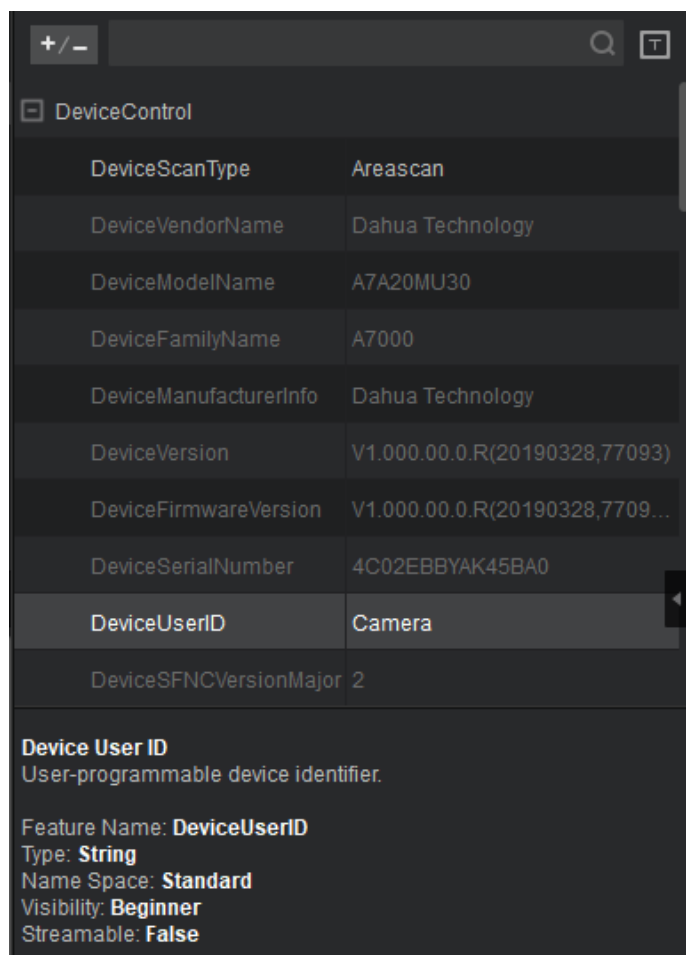 +/-
T
DeviceControl
DeviceScanType Areascan
DeviceVendorName Dahua Technology
DeviceModelName A7A20MU30
DeviceFamilyName A7000
DeviceManufacturerInfo Dahua Technology
DeviceVersion V1.000.00.0.R(20190328,77093)
DeviceFirmwareVersion V1.000.00.0.R(20190328,7709...
DeviceSerialNumber 4C02EBBYAK45BA0
DeviceUserID Camera
DeviceSFNCVersionMajor 2
Device User ID
User-programmable device identifier.
Feature Name: DeviceUserID
Type: String
Name Space: Standard
Visibility: Beginner
Streamable: False